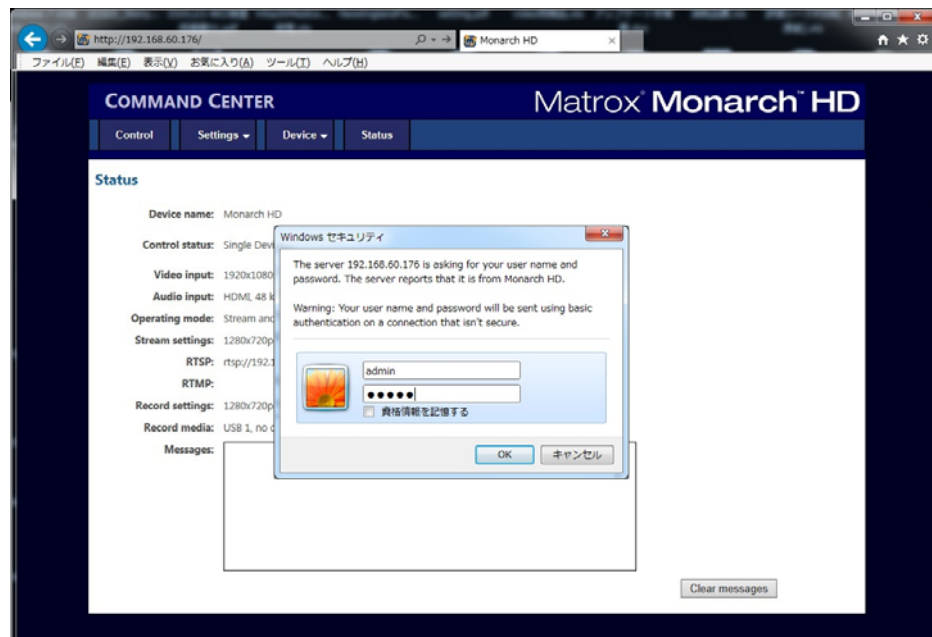 http://192.168.60.176/
Monarch HD
ファイル(F) 編集(E) 表示(V) お気に入り(A) ツール(T) ヘルプ(H)
COMMAND CENTER
Matrox® Monarch™ HD
Control Settings Device Status
Status
Device name: Monarch HD
Control status: Single Devi
Video input: 1920x1080
Audio input: HDMI, 48 k
Operating mode: Stream and
Stream settings: 1280x720p
RTSP: rtsp://192.1
RTMP:
Record settings: 1280x720p
Record media: USB 1, no d
Messages:
Windows セキュリティ
The server 192.168.60.176 is asking for your user name and
password. The server reports that it is from Monarch HD.
Warning: Your user name and password will be sent using basic
authentication on a connection that isn't secure.
admin
●●●●●
資格情報を記憶する
OK キャンセル
Clear messages